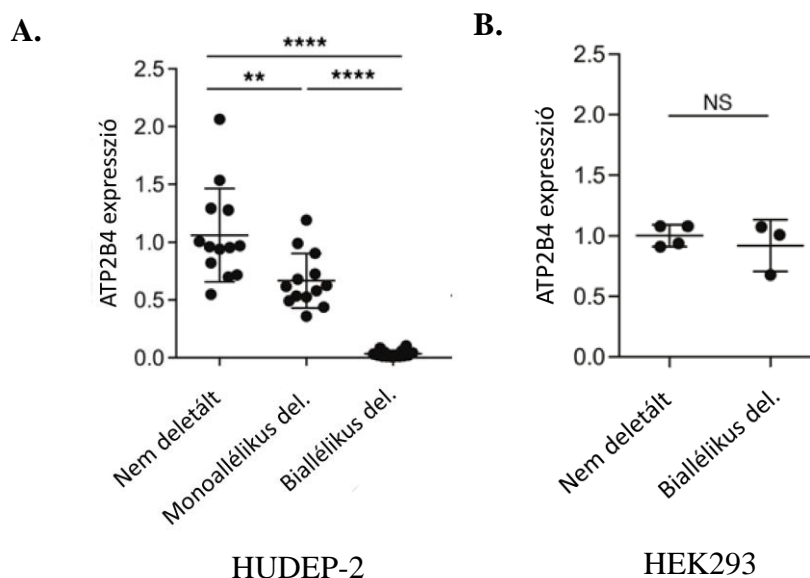 A.
****
** ****
2.5
2.0
1.5
1.0
0.5
0.0
ATP2B4 expresszió
Nem deletált
Monoallélikus del.
Biallélikus del.
HUDEP-2
B.
NS
2.5
2.0
1.5
1.0
0.5
0.0
ATP2B4 expresszió
Nem deletált
Biallélikus del.
HEK293